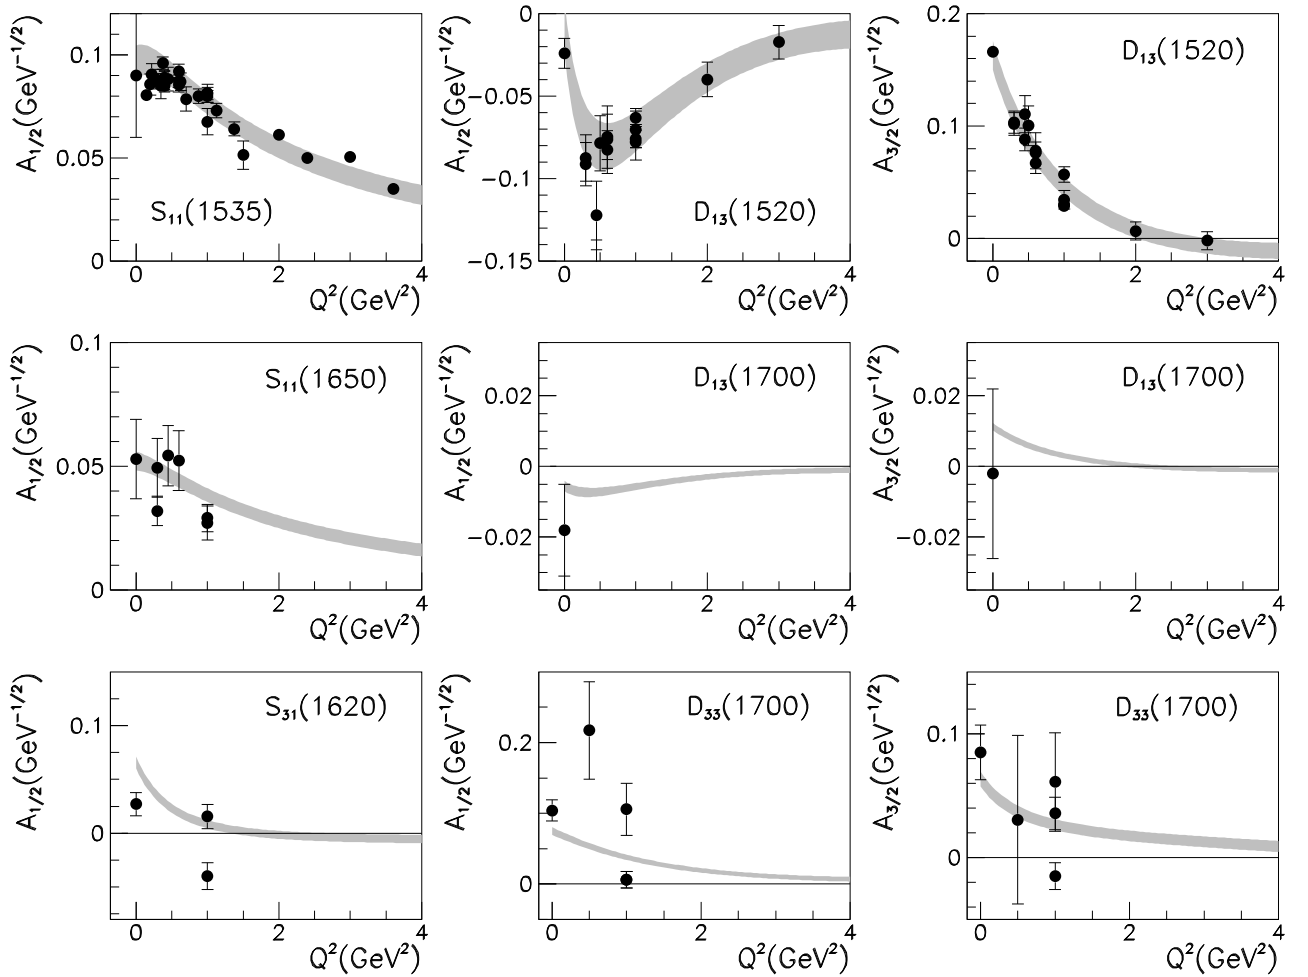 A₁/₂(GeV⁻¹/²)
0.1
0.05
0
S₁₁(1535)
0 2 4
Q²(GeV²)
A₁/₂(GeV⁻¹/²)
0
−0.05
−0.1
−0.15
D₁₃(1520)
0 2 4
Q²(GeV²)
A₃/₂(GeV⁻¹/²)
0.2
0.1
0
D₁₃(1520)
0 2 4
Q²(GeV²)
A₁/₂(GeV⁻¹/²)
0.1
0.05
0
S₁₁(1650)
0 2 4
Q²(GeV²)
A₁/₂(GeV⁻¹/²)
0.02
0
−0.02
D₁₃(1700)
0 2 4
Q²(GeV²)
A₃/₂(GeV⁻¹/²)
0.02
0
−0.02
D₁₃(1700)
0 2 4
Q²(GeV²)
A₁/₂(GeV⁻¹/²)
0.1
0
S₃₁(1620)
0 2 4
Q²(GeV²)
A₁/₂(GeV⁻¹/²)
0.2
0
D₃₃(1700)
0 2 4
Q²(GeV²)
A₃/₂(GeV⁻¹/²)
0.1
0
D₃₃(1700)
0 2 4
Q²(GeV²)